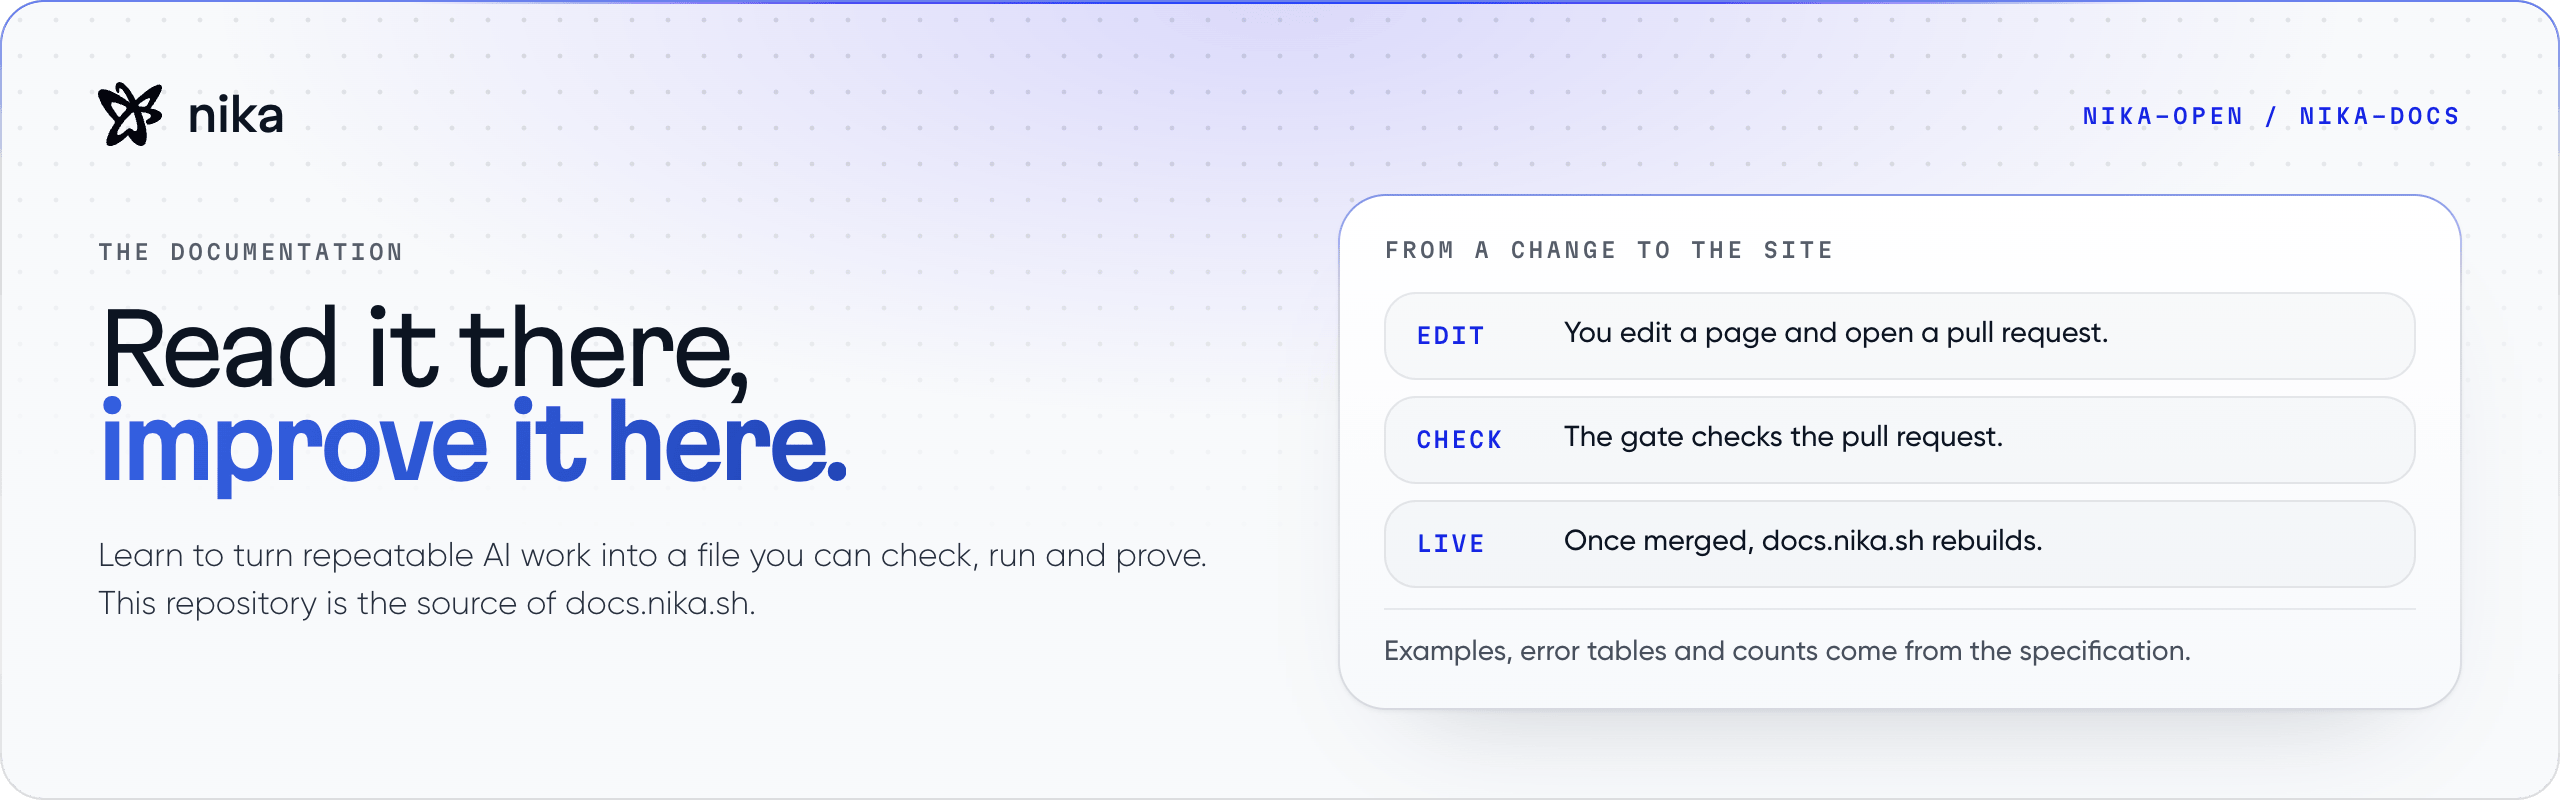 nika
NIKA-OPEN / NIKA-DOCS
THE DOCUMENTATION
Read it there,
improve it here.
Learn to turn repeatable AI work into a file you can check, run and prove.
This repository is the source of docs.nika.sh.
FROM A CHANGE TO THE SITE
EDIT You edit a page and open a pull request.
CHECK The gate checks the pull request.
LIVE Once merged, docs.nika.sh rebuilds.
Examples, error tables and counts come from the specification.